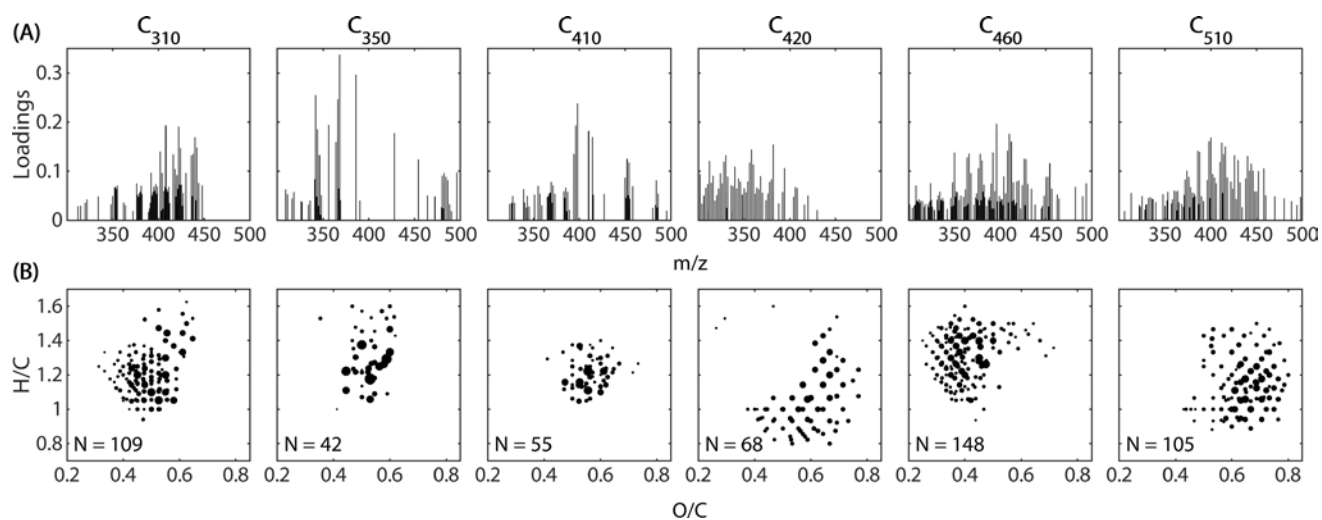 (A)
C310 C350 C410 C420 C460 C510
Loadings
0.3
0.2
0.1
0
350 400 450 500 350 400 450 500 350 400 450 500 350 400 450 500 350 400 450 500 350 400 450 500
m/z
(B)
H/C
1.6
1.4
1.2
1
0.8
N = 109 N = 42 N = 55 N = 68 N = 148 N = 105
0.2 0.4 0.6 0.8 0.2 0.4 0.6 0.8 0.2 0.4 0.6 0.8 0.2 0.4 0.6 0.8 0.2 0.4 0.6 0.8 0.2 0.4 0.6 0.8
O/C